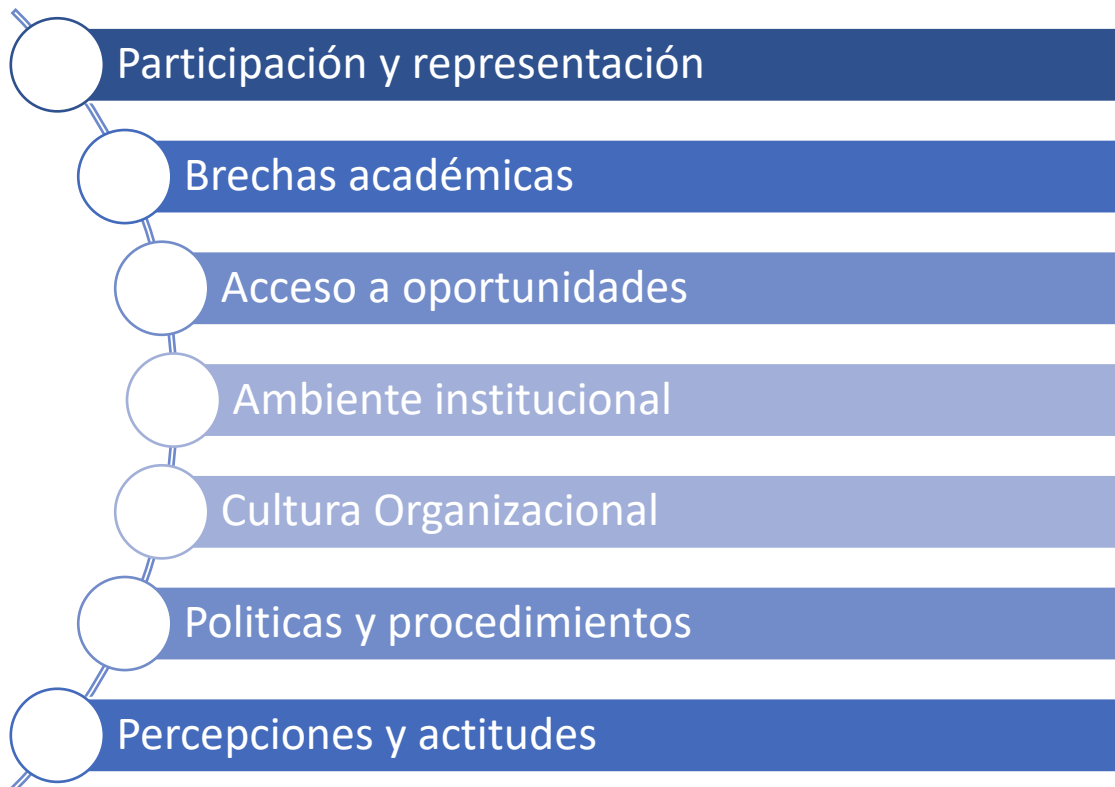 Participación y representación
Brechas académicas
Acceso a oportunidades
Ambiente institucional
Cultura Organizacional
Politicas y procedimientos
Percepciones y actitudes